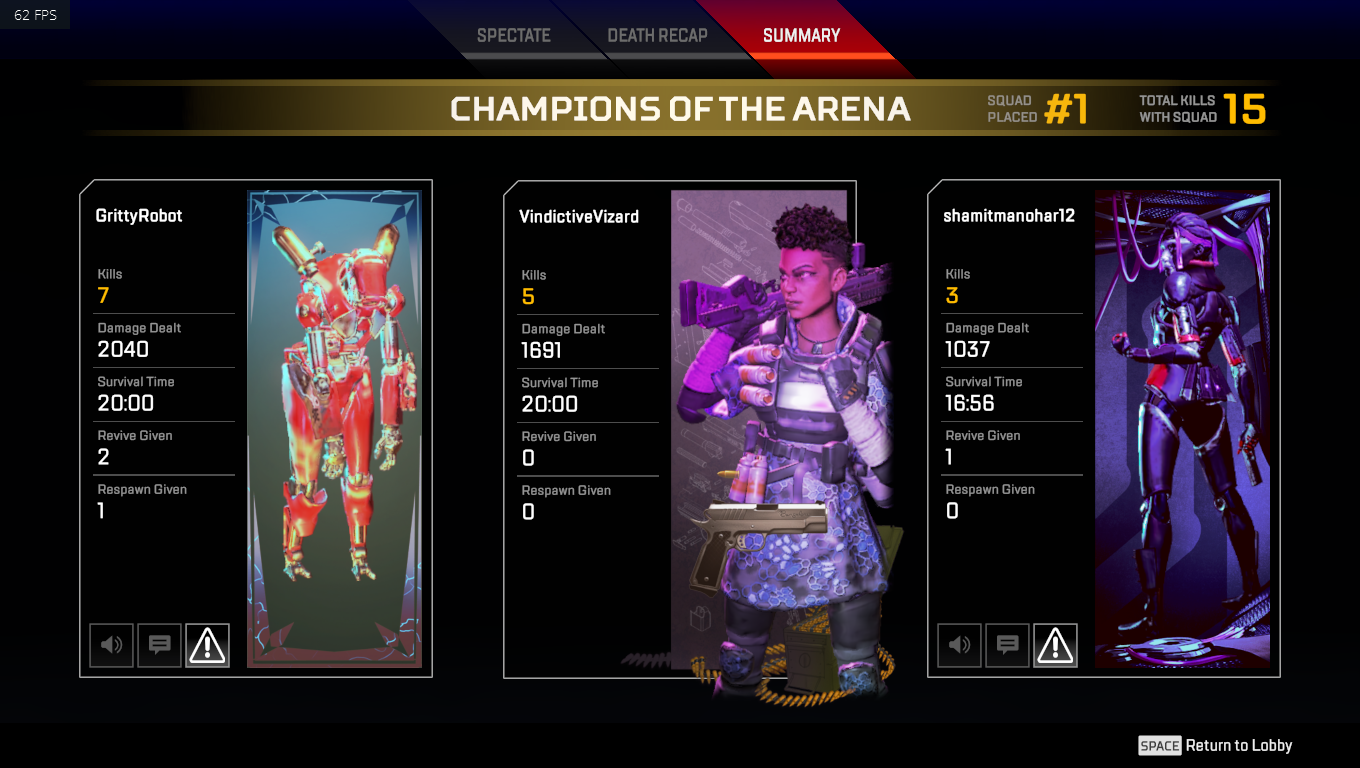 62 FPS
SPECTATE
DEATH RECAP
SUMMARY
CHAMPIONS OF THE ARENA
SQUAD
PLACED
#1
TOTAL KILLS
WITH SQUAD
15
GrittyRobot
Kills
7
Damage Dealt
2040
Survival Time
20:00
Revive Given
2
Respawn Given
1
VindictiveVizard
Kills
5
Damage Dealt
1691
Survival Time
20:00
Revive Given
0
Respawn Given
0
shamitmanohar12
Kills
3
Damage Dealt
1037
Survival Time
16:56
Revive Given
1
Respawn Given
0
SPACE Return to Lobby